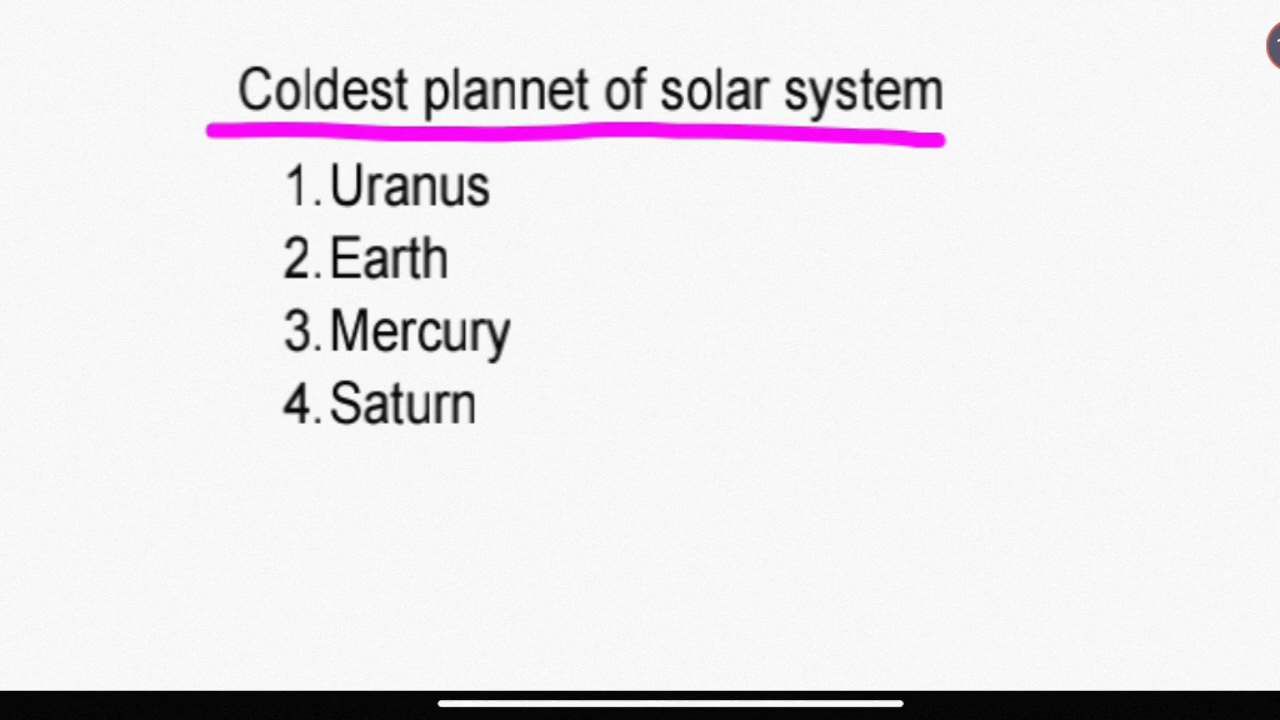 Coldest plannet of solar system
1. Uranus
2. Earth
3. Mercury
4. Saturn